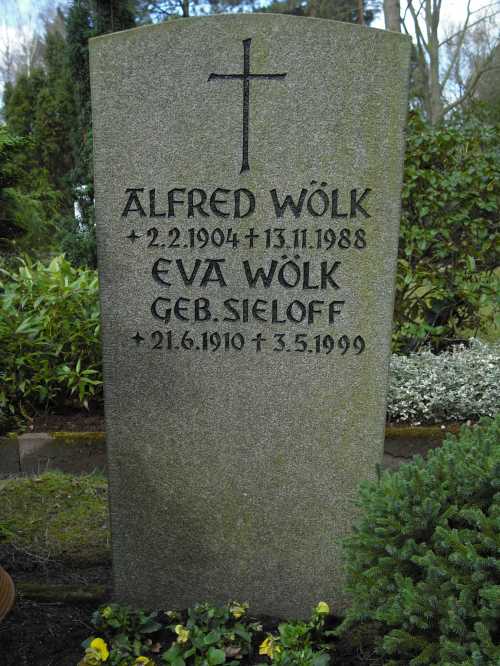 ALFRED WÖLK
✦ 2.2.1904 ✝ 13.11.1988
EVA WÖLK
GEB. SIELOFF
✦ 21.6.1910 ✝ 3.5.1999